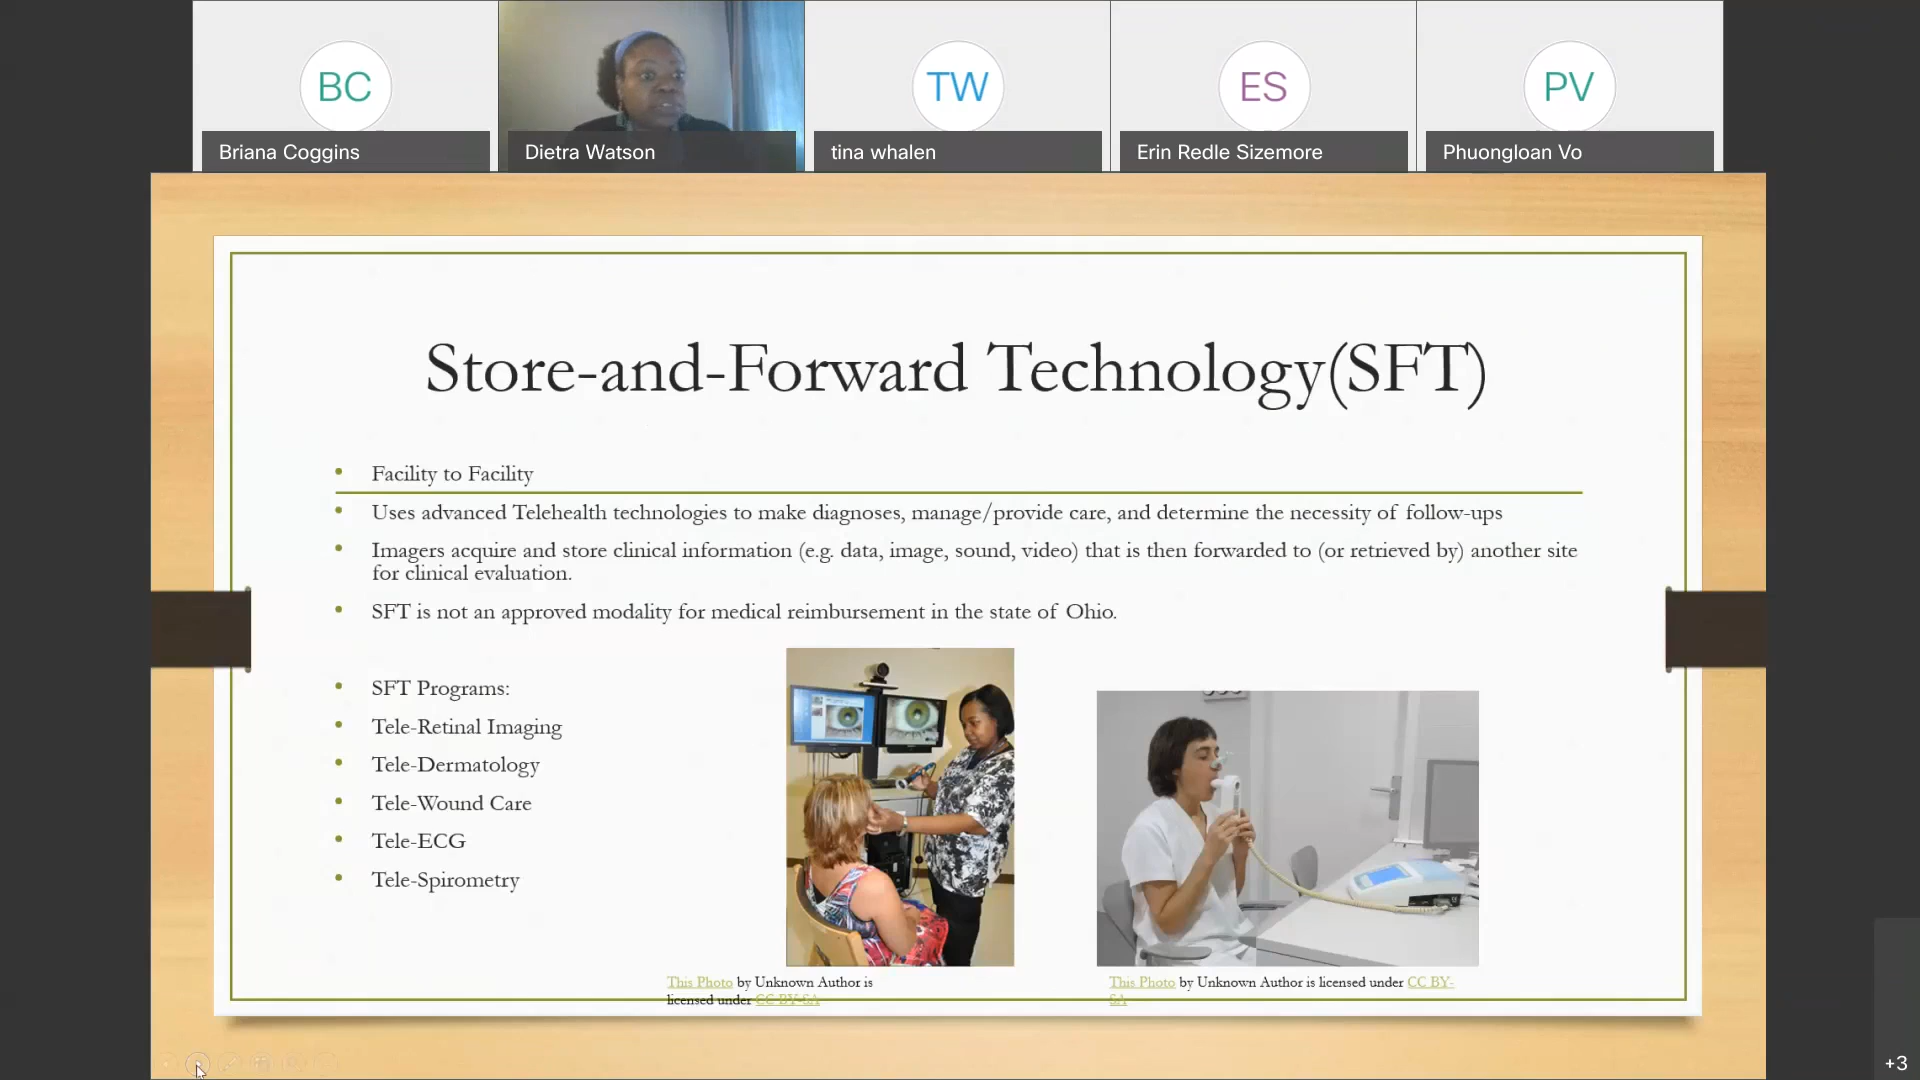 BC
TW
ES
PV
Briana Coggins
Dietra Watson
tina whalen
Erin Redle Sizemore
Phuongloan Vo
Store-and-Forward Technology(SFT)
• Facility to Facility
• Uses advanced Telehealth technologies to make diagnoses, manage/provide care, and determine the necessity of follow-ups
• Imagers acquire and store clinical information (e.g. data, image, sound, video) that is then forwarded to (or retrieved by) another site
for clinical evaluation.
• SFT is not an approved modality for medical reimbursement in the state of Ohio.
• SFT Programs:
• Tele-Retinal Imaging
• Tele-Dermatology
• Tele-Wound Care
• Tele-ECG
• Tele-Spirometry
This Photo by Unknown Author is
licensed under CC BY-SA
This Photo by Unknown Author is licensed under CC BY-
SA
+3